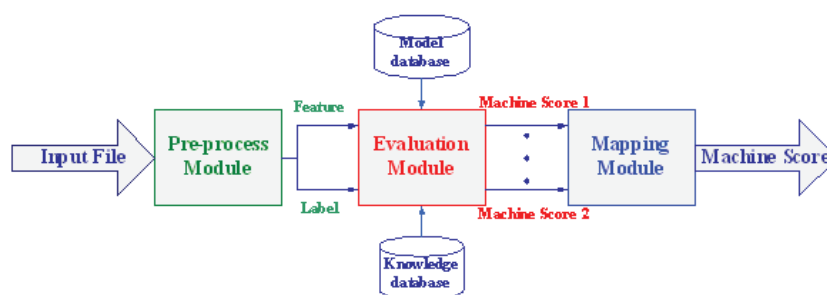 Model
database
Feature
Machine Score 1
Input File
Pre-process
Module
Evaluation
Module
Mapping
Module
Machine Score
Label
Machine Score 2
Knowledge
database